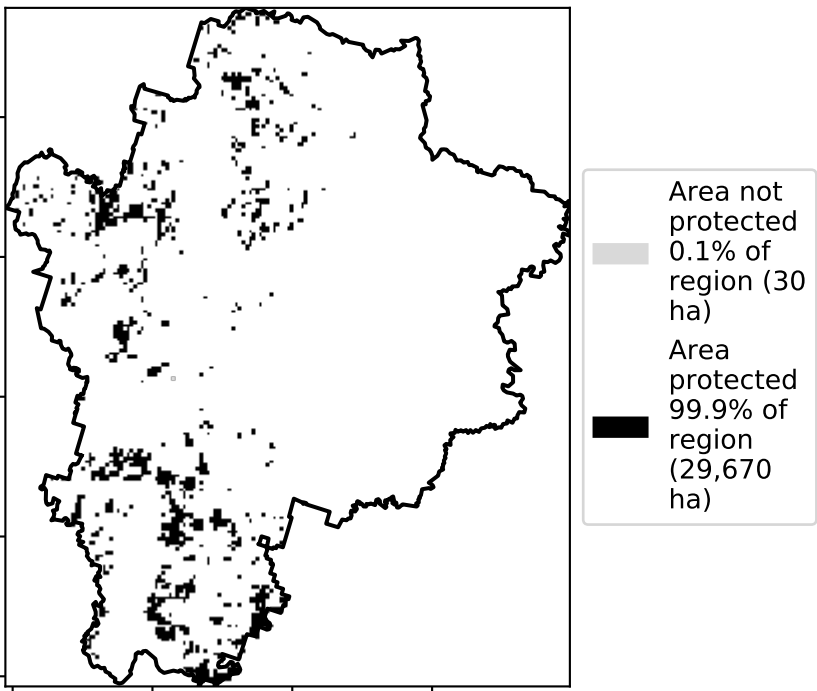 Area not
protected
0.1% of
region (30
ha)
Area
protected
99.9% of
region
(29,670
ha)